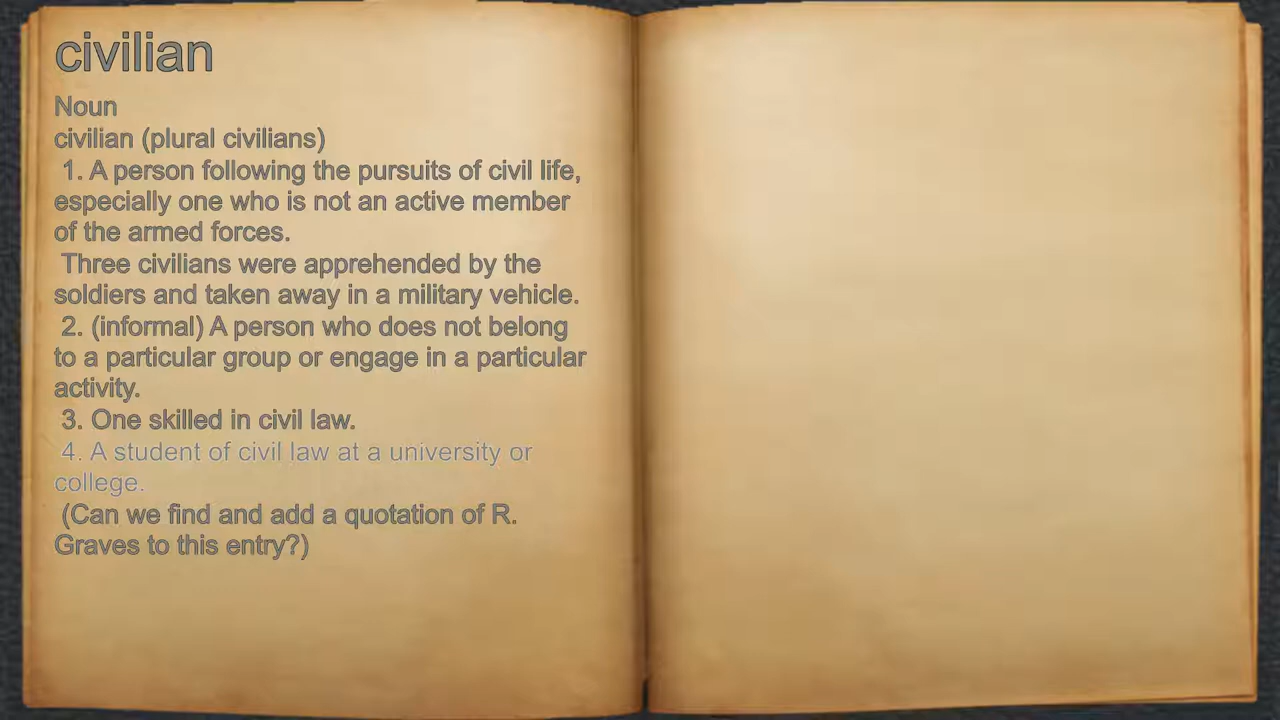 civilian
Noun
civilian (plural civilians)
1. A person following the pursuits of civil life,
especially one who is not an active member
of the armed forces.
Three civilians were apprehended by the
soldiers and taken away in a military vehicle.
2. (informal) A person who does not belong
to a particular group or engage in a particular
activity.
3. One skilled in civil law.
4. A student of civil law at a university or
college.
(Can we find and add a quotation of R.
Graves to this entry?)